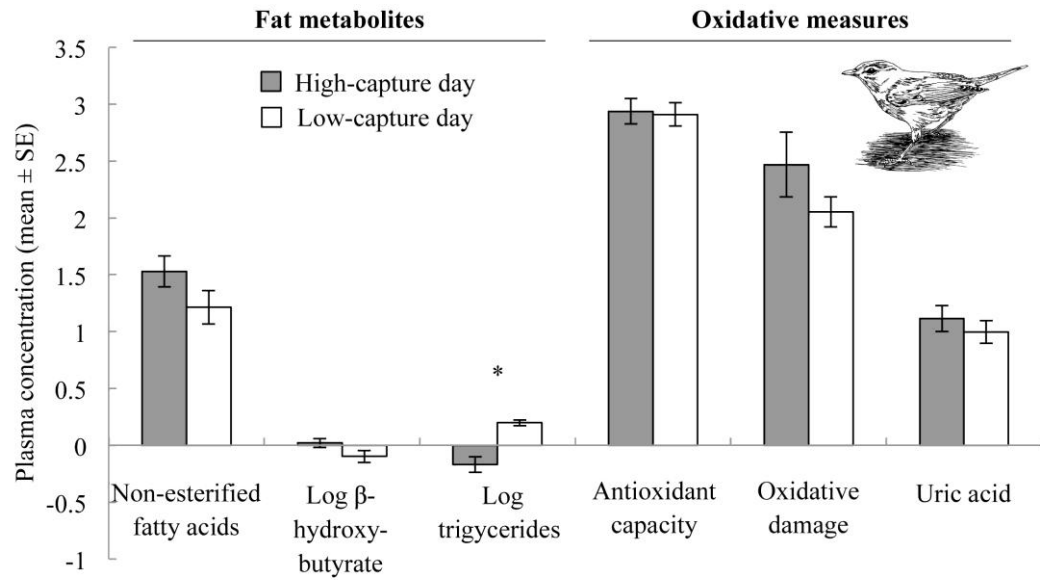 Fat metabolites
Oxidative measures
High-capture day
Low-capture day
Plasma concentration (mean ± SE)
3.5
3
2.5
2
1.5
1
0.5
0
-0.5
-1
*
Non-esterified
fatty acids
Log β-
hydroxy-
butyrate
Log
trigycerides
Antioxidant
capacity
Oxidative
damage
Uric acid